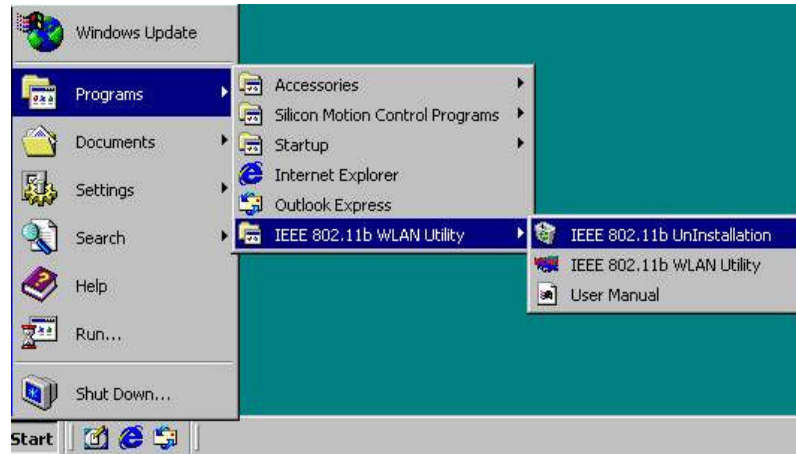 Windows Update
Programs
Documents
Settings
Search
Help
Run...
Shut Down...
Accessories
Silicon Motion Control Programs
Startup
Internet Explorer
Outlook Express
IEEE 802.11b WLAN Utility
IEEE 802.11b UnInstallation
IEEE 802.11b WLAN Utility
User Manual
Start